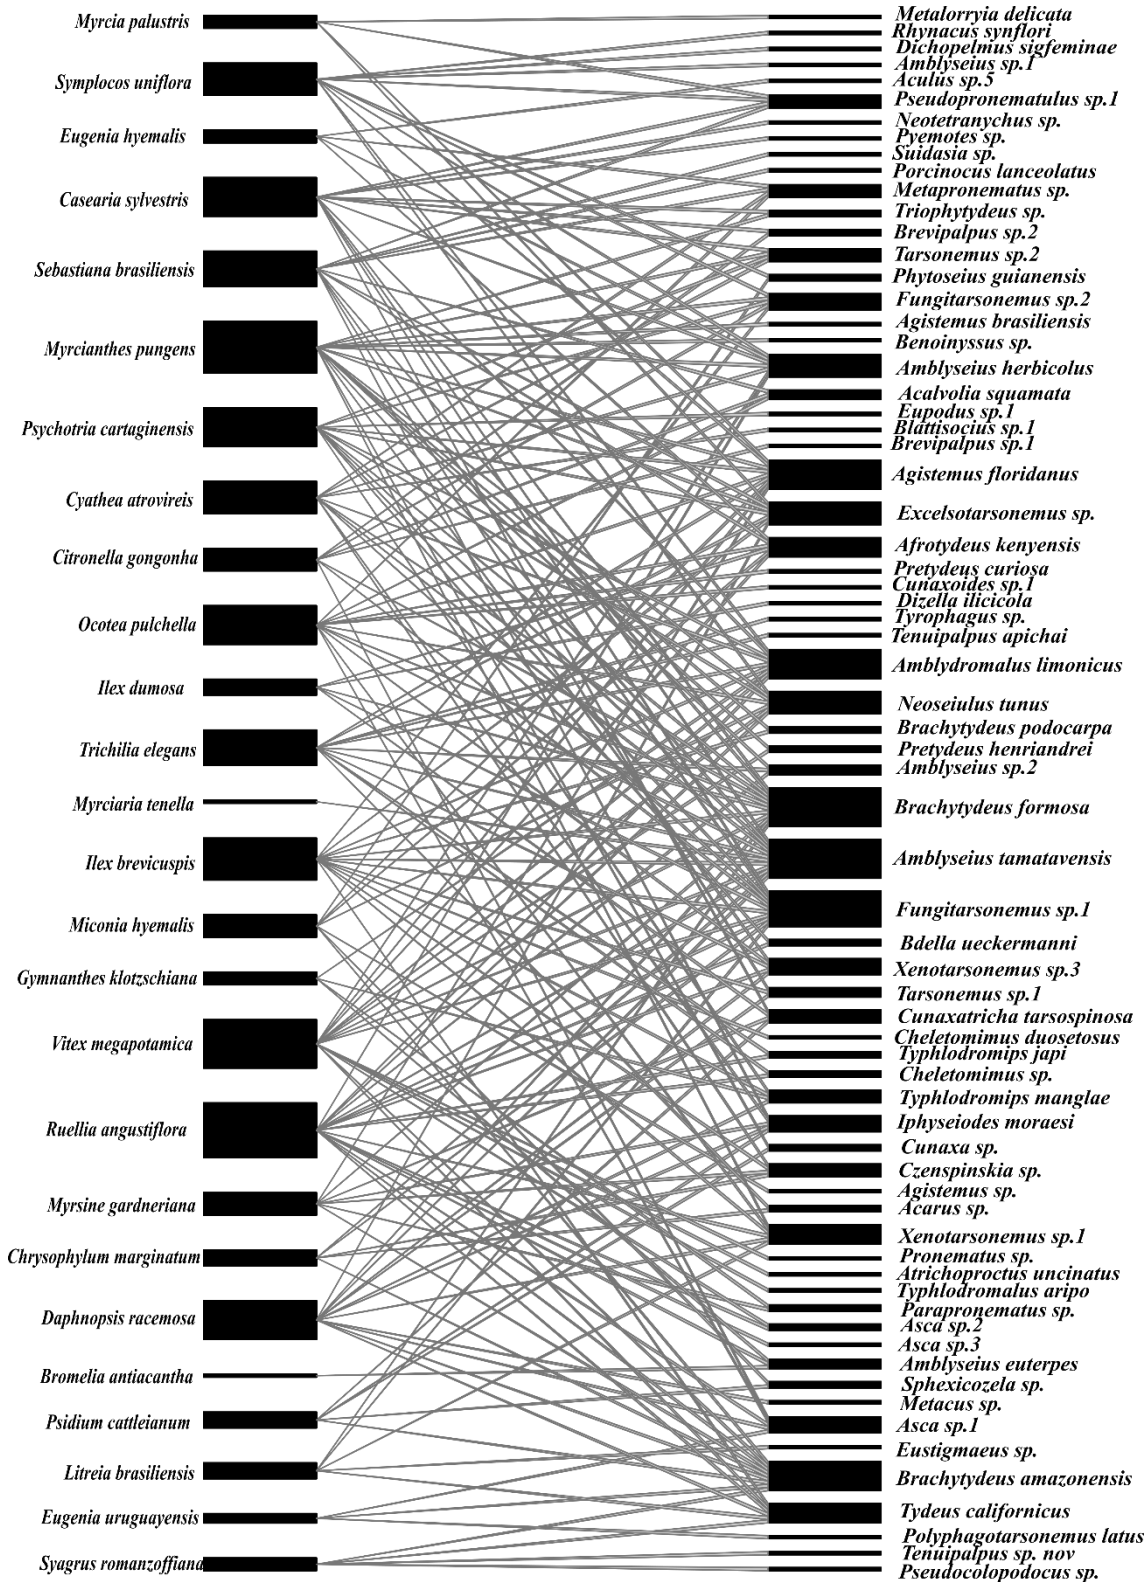 Myrcia palustris
Symplocos uniflora
Eugenia hyemalis
Casearia sylvestris
Sebastiana brasiliensis
Myrcianthes pungens
Psychotria cartaginensis
Cyathea atrovireis
Citronella gongonha
Ocotea pulchella
Ilex dumosa
Trichilia elegans
Myrciaria tenella
Ilex brevicuspis
Miconia hyemalis
Gymnanthes klotzschiana
Vitex megapotamica
Ruellia angustiflora
Myrsine gardneriana
Chrysophylum marginatum
Daphnopsis racemosa
Bromelia antiacantha
Psidium cattleianum
Litreia brasiliensis
Eugenia uruguayensis
Syagrus romanzoffiana
Metalorryia delicata
Rhynacus synflori
Dichopelmus sigfeminae
Amblyseius sp.1
Aculus sp.5
Pseudopronematulus sp.1
Neotetranychus sp.
Pyemotes sp.
Suidasia sp.
Porcinocus lanceolatus
Metapronematus sp.
Triophytydeus sp.
Brevipalpus sp.2
Tarsonemus sp.2
Phytoseius guianensis
Fungitarsonemus sp.2
Agistemus brasiliensis
Benoinyssus sp.
Amblyseius herbicolus
Acalvolia squamata
Eupodus sp.1
Blattisocius sp.1
Brevipalpus sp.1
Agistemus floridanus
Excelsotarsonemus sp.
Afrotydeus kenyensis
Pretydeus curiosa
Cunaxoides sp.1
Dizella ilicicola
Tyrophagus sp.
Tenuipalpus apichai
Amblydromalus limonicus
Neoseiulus tunus
Brachytydeus podocarpa
Pretydeus henriandrei
Amblyseius sp.2
Brachytydeus formosa
Amblyseius tamatavensis
Fungitarsonemus sp.1
Bdella ueckermanni
Xenotarsonemus sp.3
Tarsonemus sp.1
Cunaxatricha tarsospinosa
Cheletomimus duosetosus
Typhlodromips japi
Cheletomimus sp.
Typhlodromips manglae
Iphyseiodes moraesi
Cunaxa sp.
Czenspinskia sp.
Agistemus sp.
Acarus sp.
Xenotarsonemus sp.1
Pronematus sp.
Atrichoproctus uncinatus
Typhlodromalus aripo
Parapronematus sp.
Asca sp.2
Asca sp.3
Amblyseius euterpes
Sphexicozela sp.
Metacus sp.
Asca sp.1
Eustigmaeus sp.
Brachytydeus amazonensis
Tydeus californicus
Polyphagotarsonemus latus
Tenuipalpus sp. nov
Pseudocolopodocus sp.